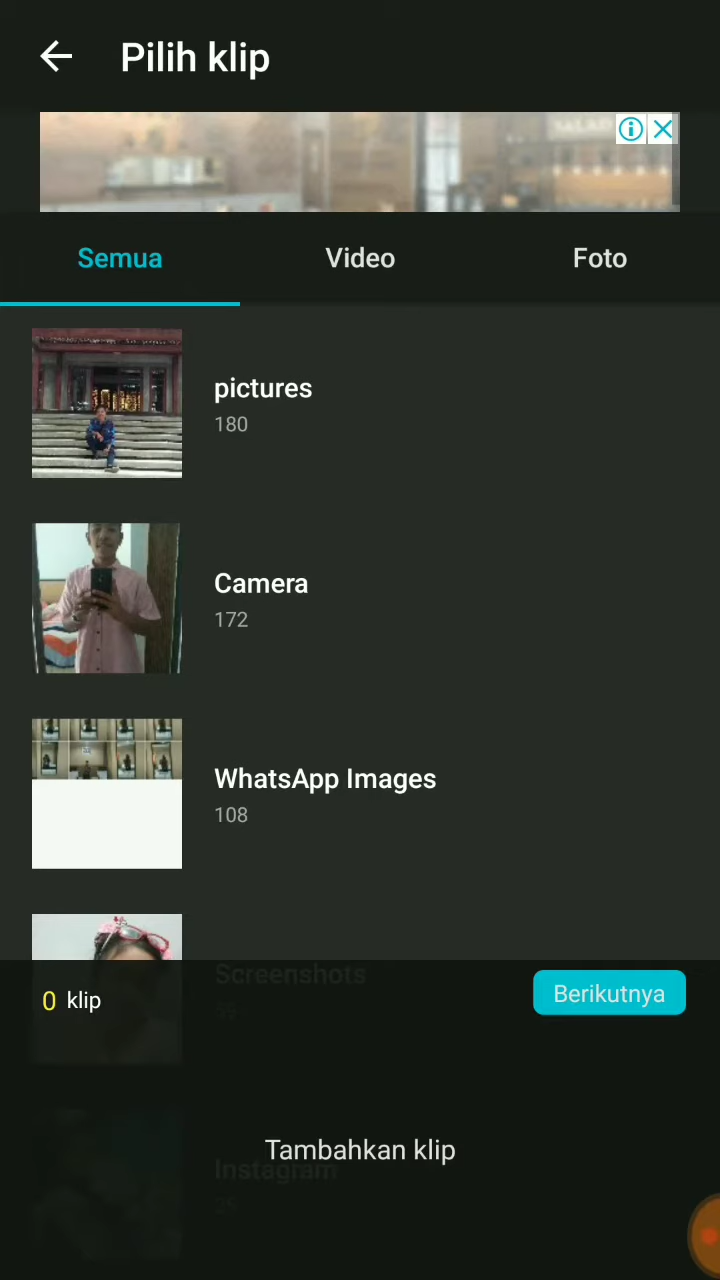 Pilih klip
Semua
Video
Foto
pictures
180
Camera
172
WhatsApp Images
108
Screenshots
0 klip
Berikutnya
Tambahkan klip
Instagram